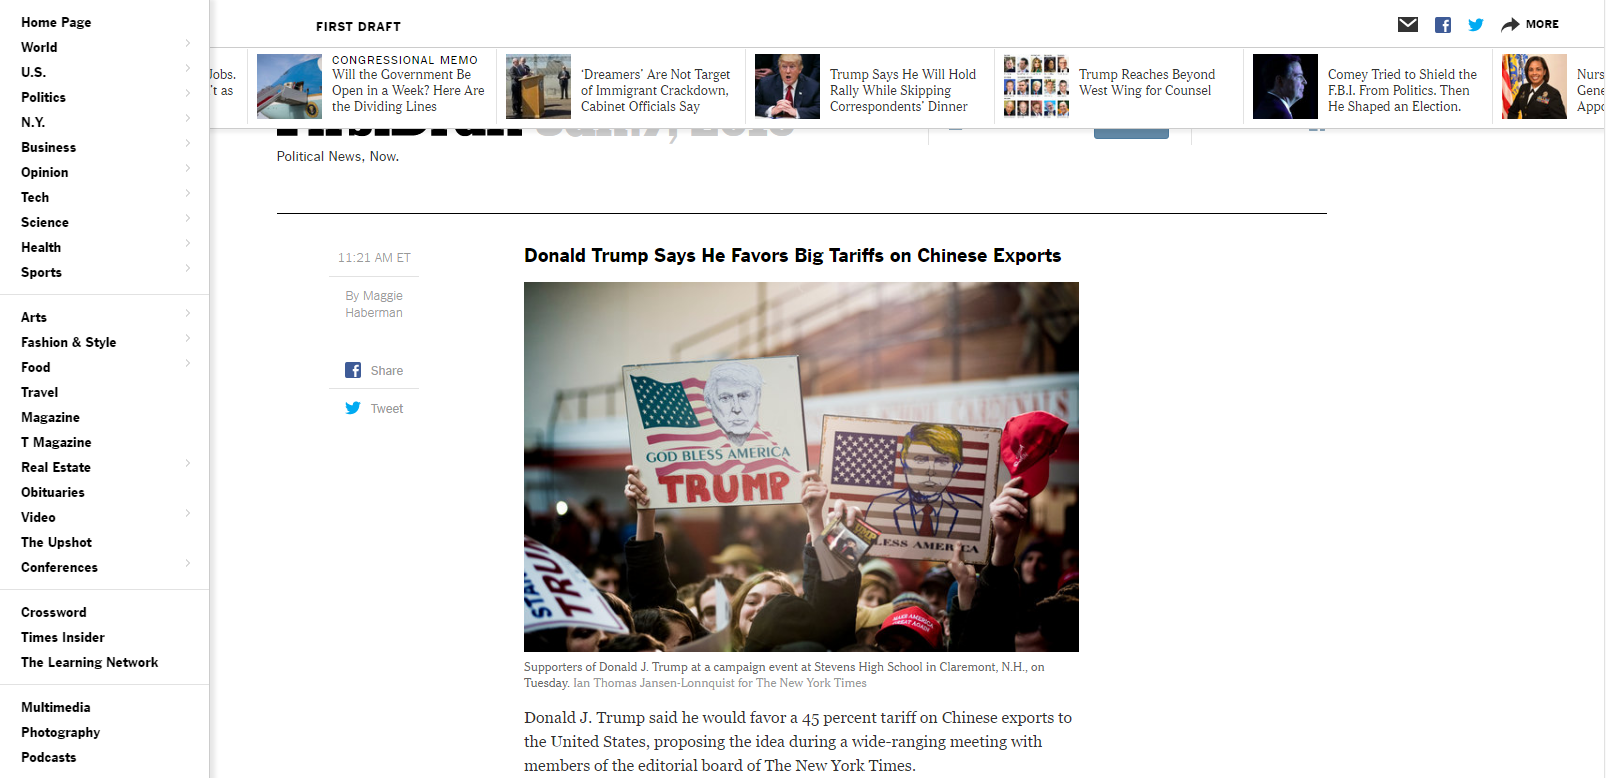 Home Page
World
U.S.
Politics
N.Y.
Business
Opinion
Tech
Science
Health
Sports
Arts
Fashion & Style
Food
Travel
Magazine
T Magazine
Real Estate
Obituaries
Video
The Upshot
Conferences
Crossword
Times Insider
The Learning Network
Multimedia
Photography
Podcasts
FIRST DRAFT
MORE
Jobs.
't as
CONGRESSIONAL MEMO
Will the Government Be
Open in a Week? Here Are
the Dividing Lines
‘Dreamers’ Are Not Target
of Immigrant Crackdown,
Cabinet Officials Say
Trump Says He Will Hold
Rally While Skipping
Correspondents’ Dinner
Trump Reaches Beyond
West Wing for Counsel
Comey Tried to Shield the
F.B.I. From Politics. Then
He Shaped an Election.
Political News, Now.
11:21 AM ET
By Maggie
Haberman
Share
Tweet
Donald Trump Says He Favors Big Tariffs on Chinese Exports
GOD BLESS AMERICA
TRUMP
LESS AMERICA
TRUMP
MAKE AMERICA
GREAT AGAIN
Supporters of Donald J. Trump at a campaign event at Stevens High School in Claremont, N.H., on
Tuesday. Ian Thomas Jansen-Lonnquist for The New York Times
Donald J. Trump said he would favor a 45 percent tariff on Chinese exports to
the United States, proposing the idea during a wide-ranging meeting with
members of the editorial board of The New York Times.